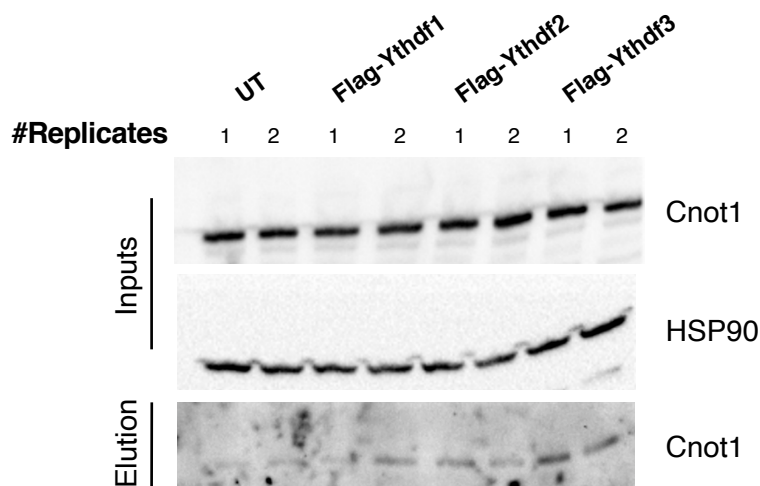 UT Flag-Ythdf1 Flag-Ythdf2 Flag-Ythdf3
#Replicates 1 2 1 2 1 2 1 2
Inputs
Cnot1
HSP90
Elution
Cnot1